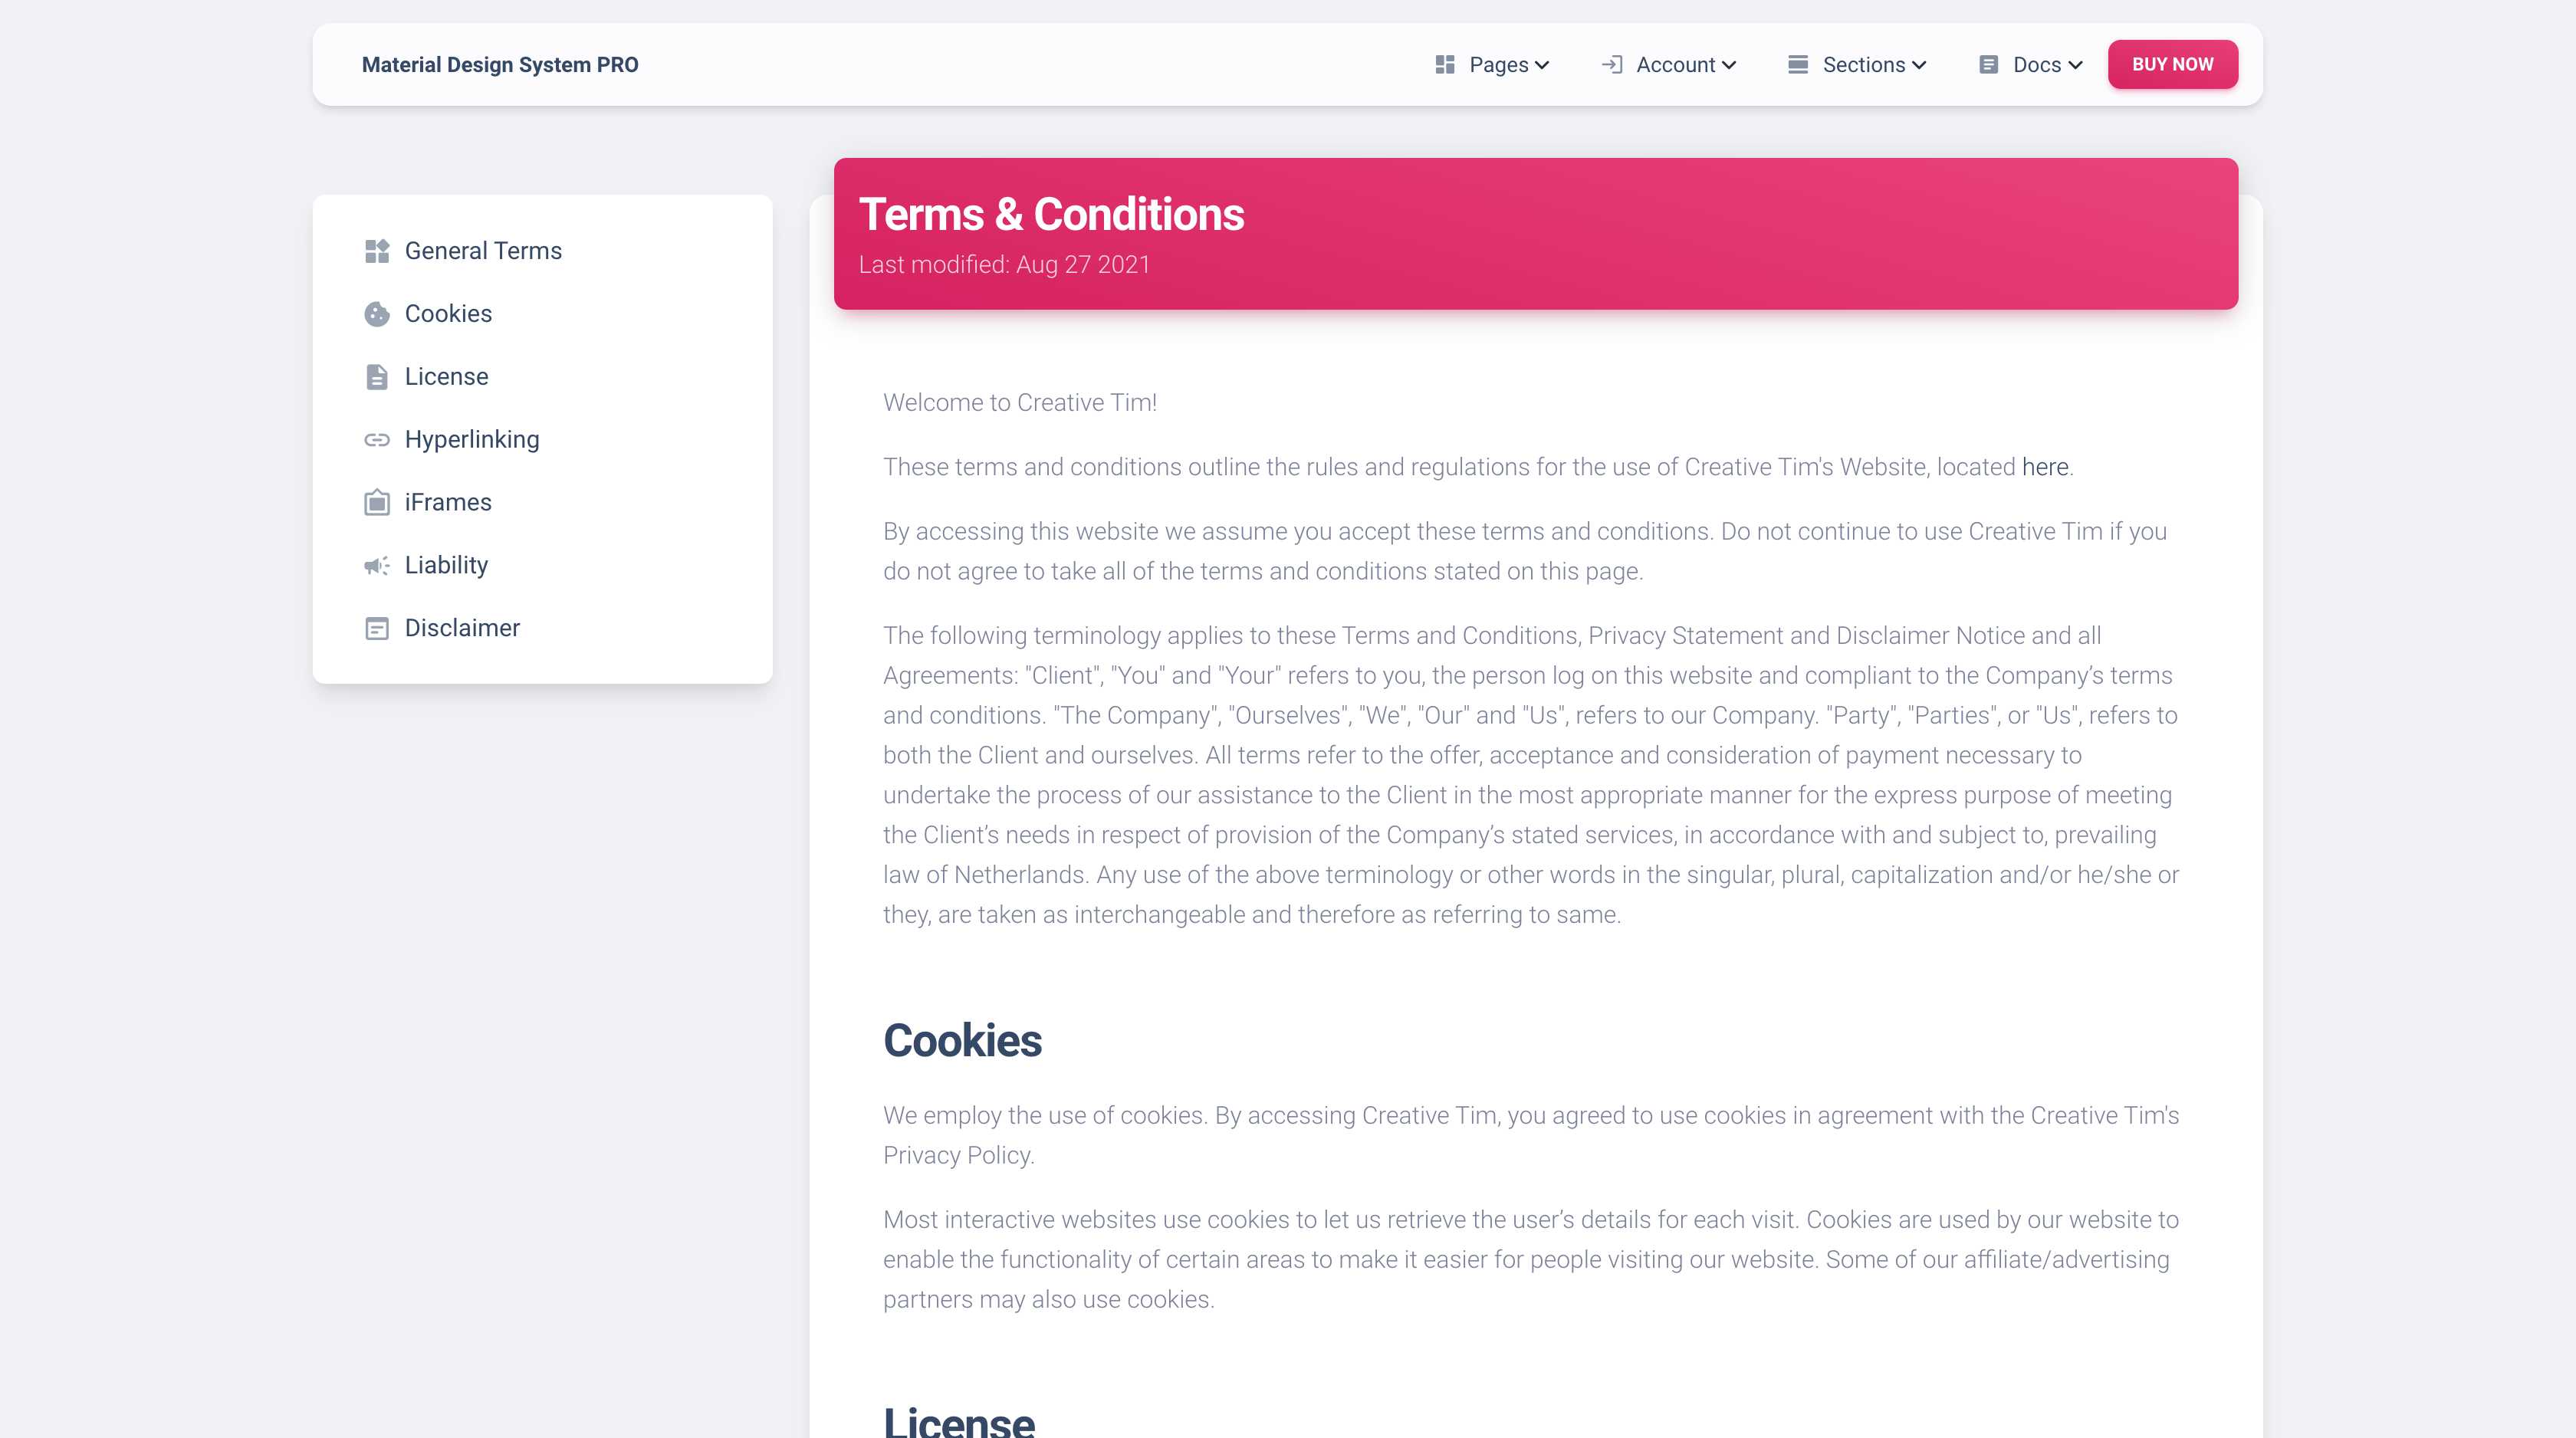 Material Design System PRO
Pages
Account
Sections
Docs
BUY NOW
General Terms
Cookies
License
Hyperlinking
iFrames
Liability
Disclaimer
Terms & Conditions
Last modified: Aug 27 2021
Welcome to Creative Tim!
These terms and conditions outline the rules and regulations for the use of Creative Tim's Website, located here.
By accessing this website we assume you accept these terms and conditions. Do not continue to use Creative Tim if you
do not agree to take all of the terms and conditions stated on this page.
The following terminology applies to these Terms and Conditions, Privacy Statement and Disclaimer Notice and all
Agreements: "Client", "You" and "Your" refers to you, the person log on this website and compliant to the Company’s terms
and conditions. "The Company", "Ourselves", "We", "Our" and "Us", refers to our Company. "Party", "Parties", or "Us", refers to
both the Client and ourselves. All terms refer to the offer, acceptance and consideration of payment necessary to
undertake the process of our assistance to the Client in the most appropriate manner for the express purpose of meeting
the Client’s needs in respect of provision of the Company’s stated services, in accordance with and subject to, prevailing
law of Netherlands. Any use of the above terminology or other words in the singular, plural, capitalization and/or he/she or
they, are taken as interchangeable and therefore as referring to same.
Cookies
We employ the use of cookies. By accessing Creative Tim, you agreed to use cookies in agreement with the Creative Tim's
Privacy Policy.
Most interactive websites use cookies to let us retrieve the user’s details for each visit. Cookies are used by our website to
enable the functionality of certain areas to make it easier for people visiting our website. Some of our affiliate/advertising
partners may also use cookies.
License